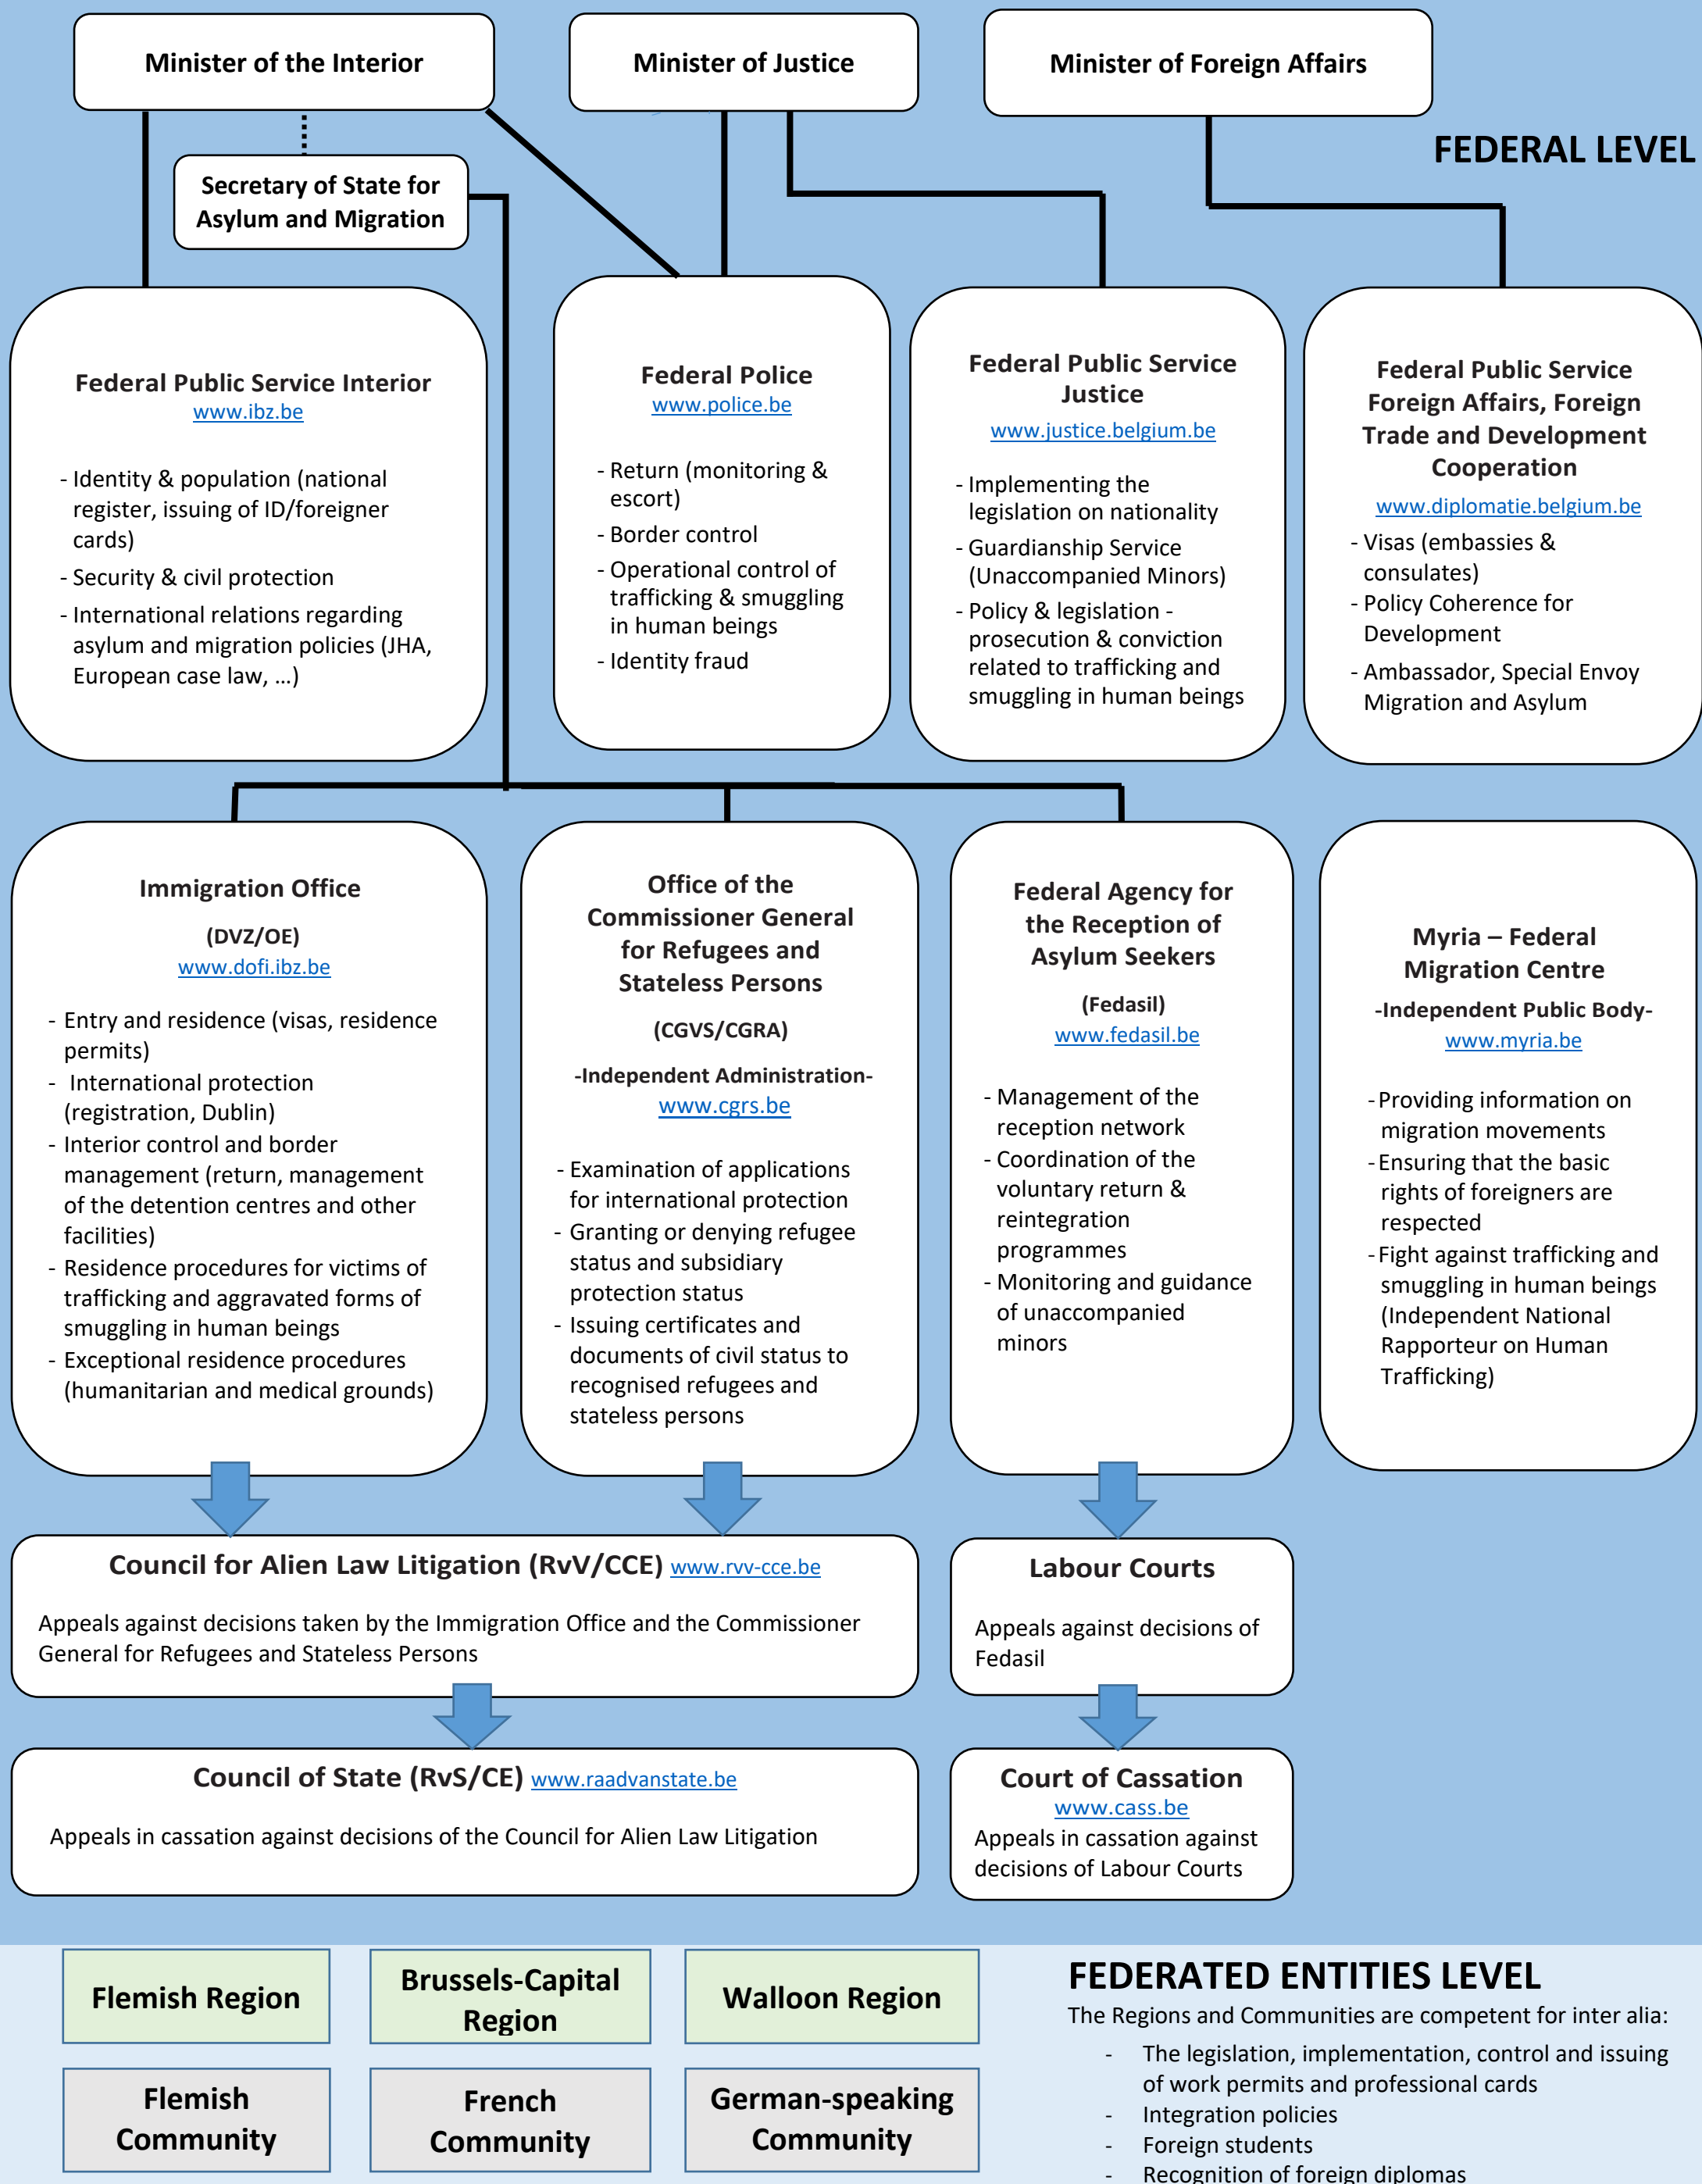 Minister of the Interior
Minister of Justice
Minister of Foreign Affairs
FEDERAL LEVEL
Secretary of State for
Asylum and Migration
Federal Public Service Interior
www.ibz.be
- Identity & population (national
register, issuing of ID/foreigner
cards)
- Security & civil protection
- International relations regarding
asylum and migration policies (JHA,
European case law, ...)
Federal Police
www.police.be
- Return (monitoring &
escort)
- Border control
- Operational control of
trafficking & smuggling
in human beings
- Identity fraud
Federal Public Service
Justice
www.justice.belgium.be
- Implementing the
legislation on nationality
- Guardianship Service
(Unaccompanied Minors)
- Policy & legislation -
prosecution & conviction
related to trafficking and
smuggling in human beings
Federal Public Service
Foreign Affairs, Foreign
Trade and Development
Cooperation
www.diplomatie.belgium.be
- Visas (embassies &
consulates)
- Policy Coherence for
Development
- Ambassador, Special Envoy
Migration and Asylum
Immigration Office
(DVZ/OE)
www.dofi.ibz.be
- Entry and residence (visas, residence
permits)
- International protection
(registration, Dublin)
- Interior control and border
management (return, management
of the detention centres and other
facilities)
- Residence procedures for victims of
trafficking and aggravated forms of
smuggling in human beings
- Exceptional residence procedures
(humanitarian and medical grounds)
Office of the
Commissioner General
for Refugees and
Stateless Persons
(CGVS/CGRA)
-Independent Administration-
www.cgrs.be
- Examination of applications
for international protection
- Granting or denying refugee
status and subsidiary
protection status
- Issuing certificates and
documents of civil status to
recognised refugees and
stateless persons
Federal Agency for
the Reception of
Asylum Seekers
(Fedasil)
www.fedasil.be
- Management of the
reception network
- Coordination of the
voluntary return &
reintegration
programmes
- Monitoring and guidance
of unaccompanied
minors
Myria – Federal
Migration Centre
-Independent Public Body-
www.myria.be
- Providing information on
migration movements
- Ensuring that the basic
rights of foreigners are
respected
- Fight against trafficking and
smuggling in human beings
(Independent National
Rapporteur on Human
Trafficking)
Council for Alien Law Litigation (RvV/CCE) www.rvv-cce.be
Appeals against decisions taken by the Immigration Office and the Commissioner
General for Refugees and Stateless Persons
Labour Courts
Appeals against decisions of
Fedasil
Council of State (RvS/CE) www.raadvanstate.be
Appeals in cassation against decisions of the Council for Alien Law Litigation
Court of Cassation
www.cass.be
Appeals in cassation against
decisions of Labour Courts
Flemish Region
Brussels-Capital
Region
Walloon Region
Flemish
Community
French
Community
German-speaking
Community
FEDERATED ENTITIES LEVEL
The Regions and Communities are competent for inter alia:
- The legislation, implementation, control and issuing
of work permits and professional cards
- Integration policies
- Foreign students
- Recognition of foreign diplomas